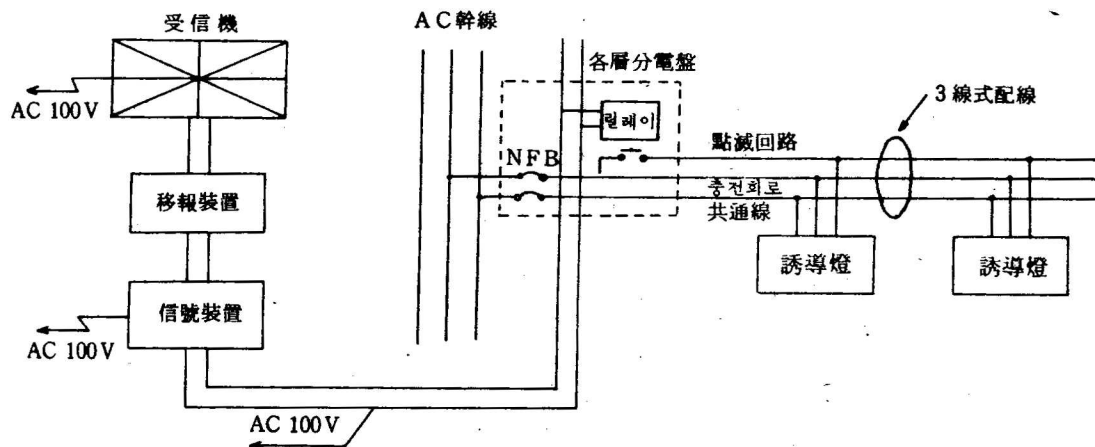 受信機
AC幹線
各層分電盤
3線式配線
AC 100V
릴레이
點滅回路
NFB
충전회로
移報裝置
共通線
誘導燈
誘導燈
信號裝置
AC 100V
AC 100V